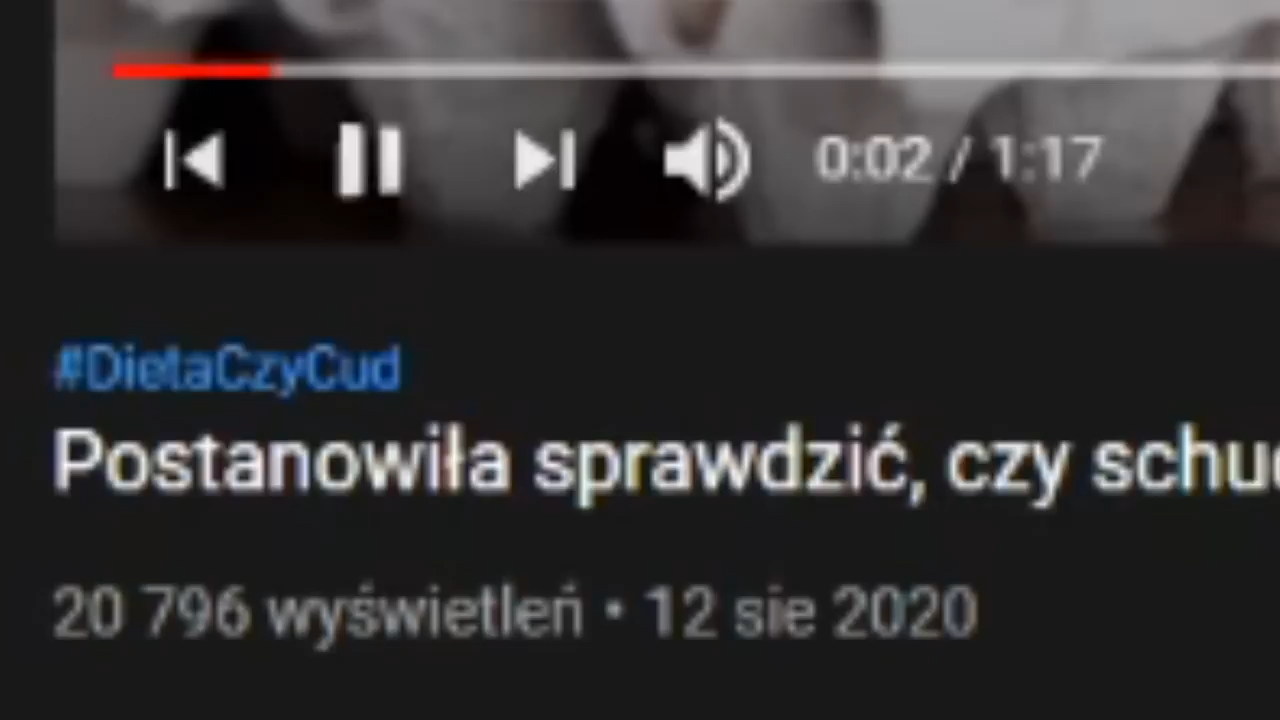 0:02 / 1:17
#DietaCzyCud
Postanowiła sprawdzić, czy
20 796 wyświetleń • 12 sie 2020